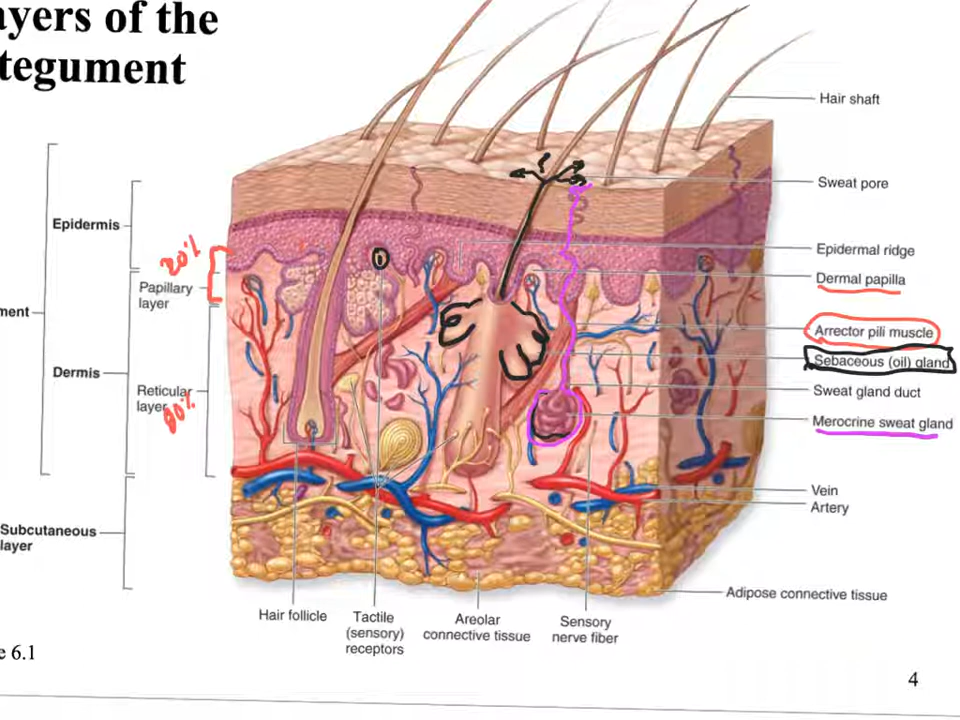 ayers of the
tegument
Hair shaft
Sweat pore
Epidermis
20%
Epidermal ridge
Papillary
layer
Dermal papilla
ment
Arrector pili muscle
Sebaceous (oil) gland
Dermis
Reticular
layer
80%
Sweat gland duct
Merocrine sweat gland
Vein
Artery
Subcutaneous
layer
Adipose connective tissue
Hair follicle
Tactile
(sensory)
receptors
Areolar
connective tissue
Sensory
nerve fiber
e 6.1
4